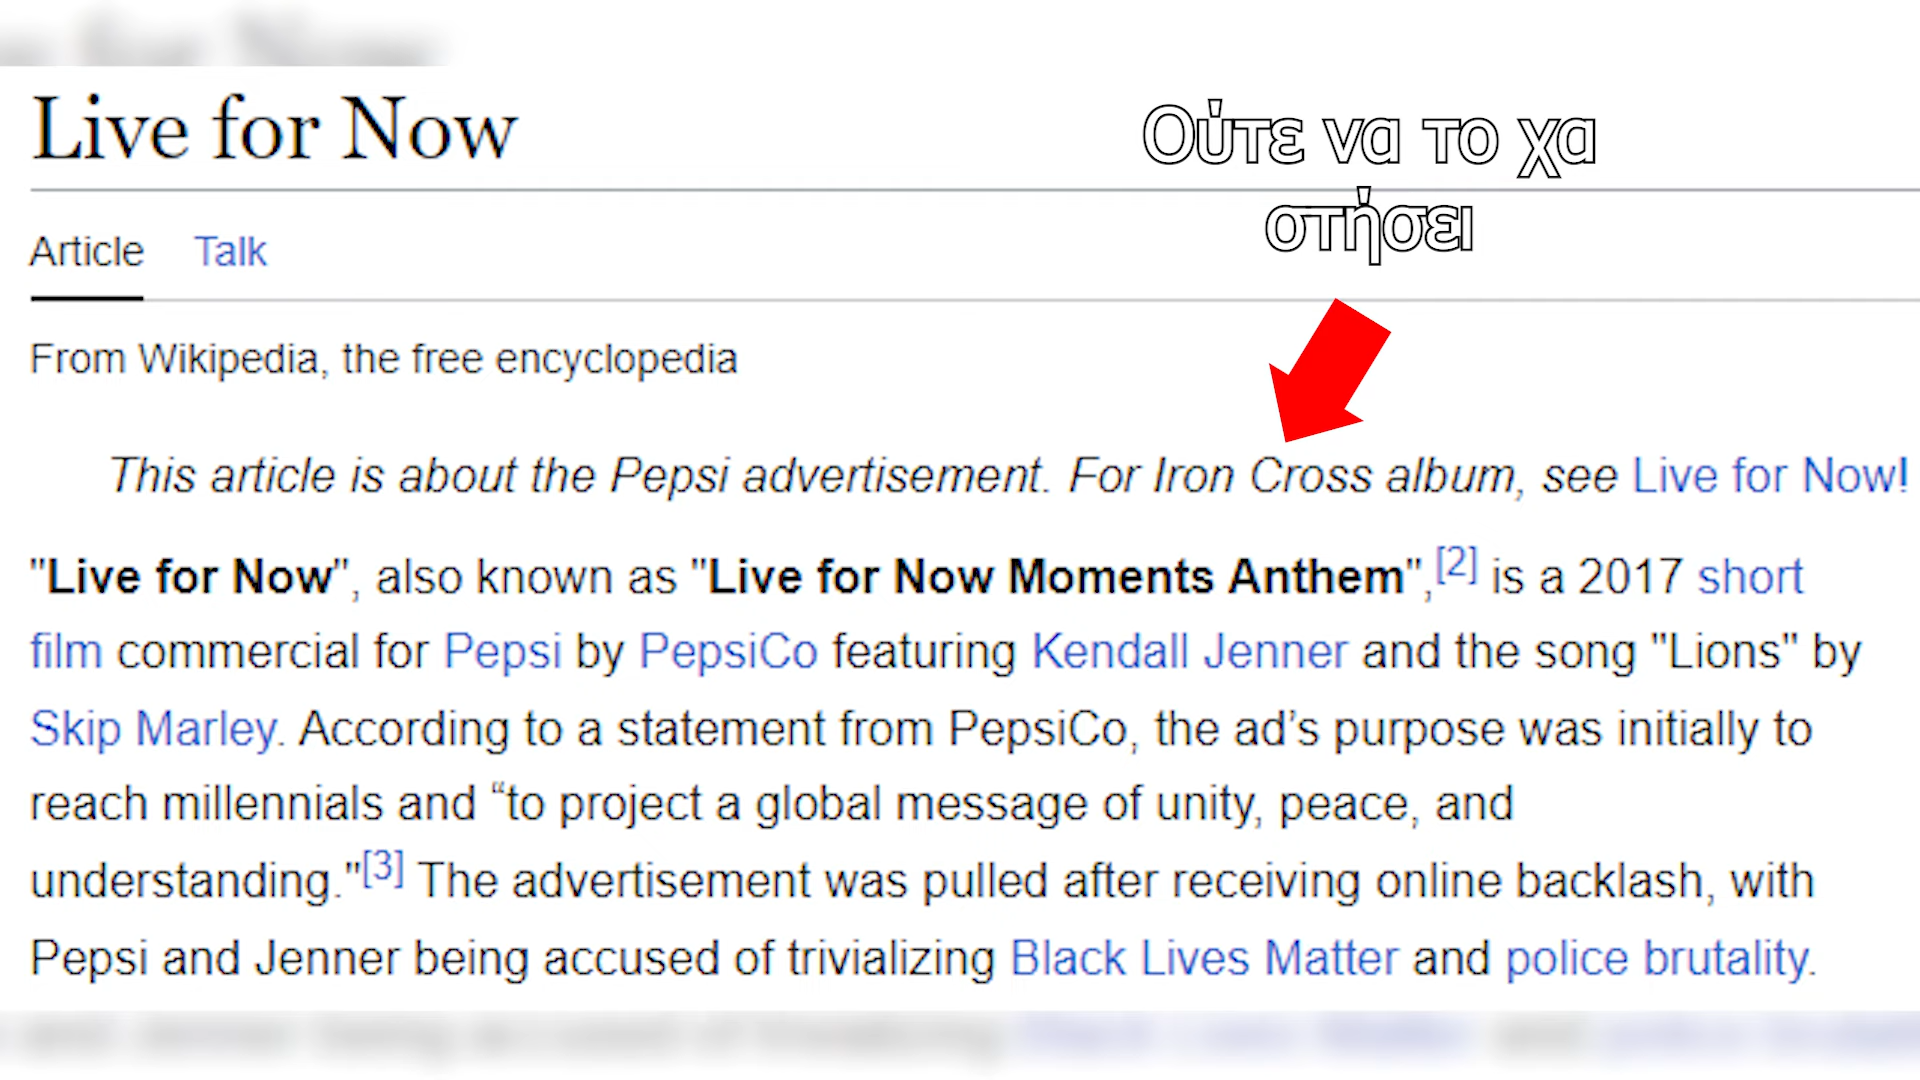 Live for Now
Ούτε να το χα
στήσει
Article Talk
From Wikipedia, the free encyclopedia
This article is about the Pepsi advertisement. For Iron Cross album, see Live for Now!
"Live for Now", also known as "Live for Now Moments Anthem",[2] is a 2017 short
film commercial for Pepsi by PepsiCo featuring Kendall Jenner and the song "Lions" by
Skip Marley. According to a statement from PepsiCo, the ad’s purpose was initially to
reach millennials and “to project a global message of unity, peace, and
understanding."[3] The advertisement was pulled after receiving online backlash, with
Pepsi and Jenner being accused of trivializing Black Lives Matter and police brutality.